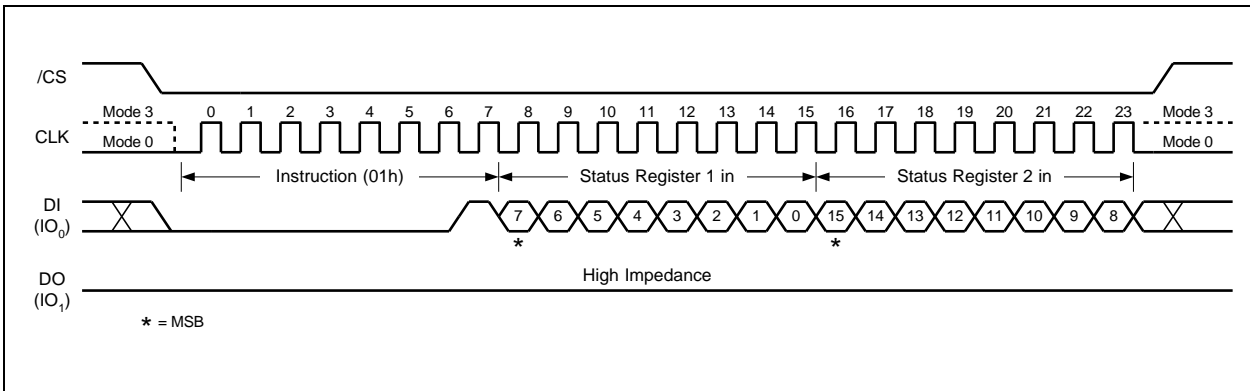 /CS
Mode 3 0 1 2 3 4 5 6 7 8 9 10 11 12 13 14 15 16 17 18 19 20 21 22 23 Mode 3
CLK Mode 0 Mode 0
Instruction (01h) Status Register 1 in Status Register 2 in
DI
(IO0) 7 6 5 4 3 2 1 0 15 14 13 12 11 10 9 8
* *
High Impedance
DO
(IO1)
* = MSB